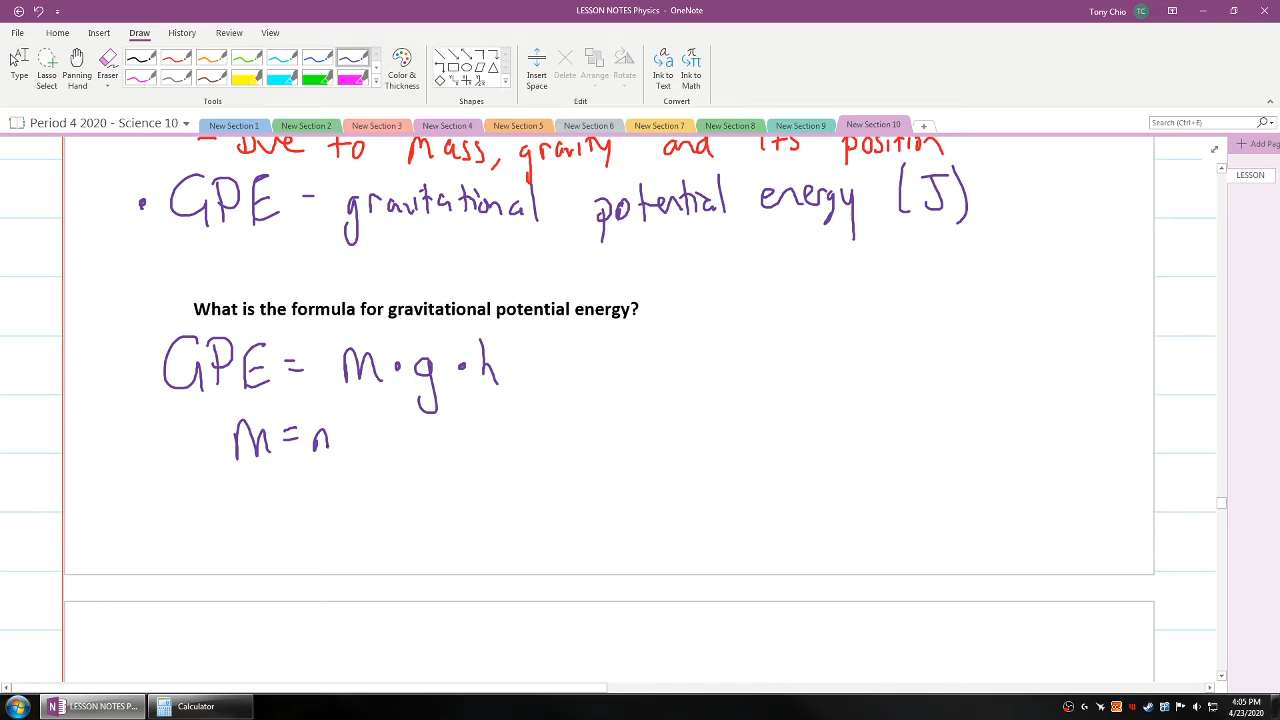 LESSON NOTES Physics - OneNote
Tony Chio TC
File Home Insert Draw History Review View
Type Lasso Select Panning Hand Eraser Color & Thickness Insert Space Delete Arrange Rotate Ink to Text Ink to Math
Tools Shapes Edit Convert
Period 4 2020 - Science 10 New Section 1 New Section 2 New Section 3 New Section 4 New Section 5 New Section 6 New Section 7 New Section 8 New Section 9 New Section 10 Search (Ctrl+E)
Add Pag
LESSON
- Due to mass, gravity and its position
• GPE - gravitational potential energy (J)
What is the formula for gravitational potential energy?
GPE = m · g · h
m = n
LESSON NOTES P... Calculator
4:05 PM
4/23/2020